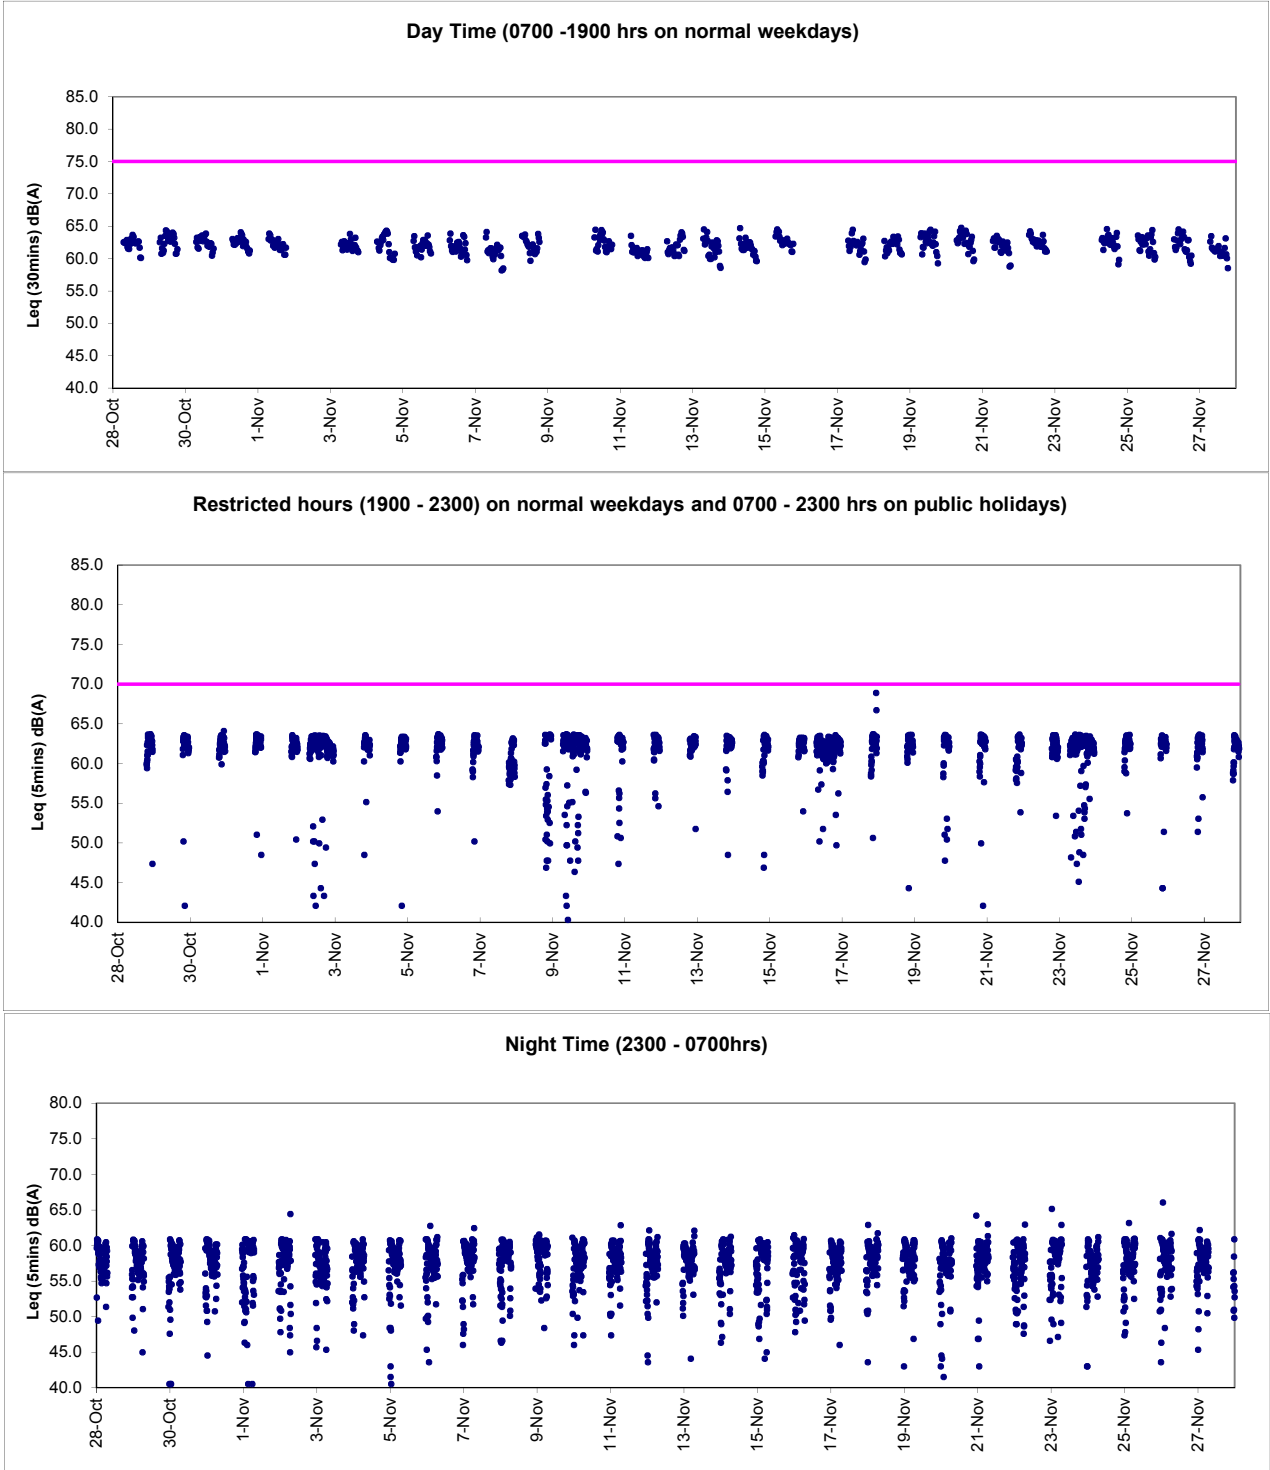 Day Time (0700 -1900 hrs on normal weekdays)
Leq (30mins) dB(A)
85.0
80.0
75.0
70.0
65.0
60.0
55.0
50.0
45.0
40.0
28-Oct
30-Oct
1-Nov
3-Nov
5-Nov
7-Nov
9-Nov
11-Nov
13-Nov
15-Nov
17-Nov
19-Nov
21-Nov
23-Nov
25-Nov
27-Nov
Restricted hours (1900 - 2300) on normal weekdays and 0700 - 2300 hrs on public holidays)
Leq (5mins) dB(A)
85.0
80.0
75.0
70.0
65.0
60.0
55.0
50.0
45.0
40.0
28-Oct
30-Oct
1-Nov
3-Nov
5-Nov
7-Nov
9-Nov
11-Nov
13-Nov
15-Nov
17-Nov
19-Nov
21-Nov
23-Nov
25-Nov
27-Nov
Night Time (2300 - 0700hrs)
Leq (5mins) dB(A)
80.0
75.0
70.0
65.0
60.0
55.0
50.0
45.0
40.0
28-Oct
30-Oct
1-Nov
3-Nov
5-Nov
7-Nov
9-Nov
11-Nov
13-Nov
15-Nov
17-Nov
19-Nov
21-Nov
23-Nov
25-Nov
27-Nov